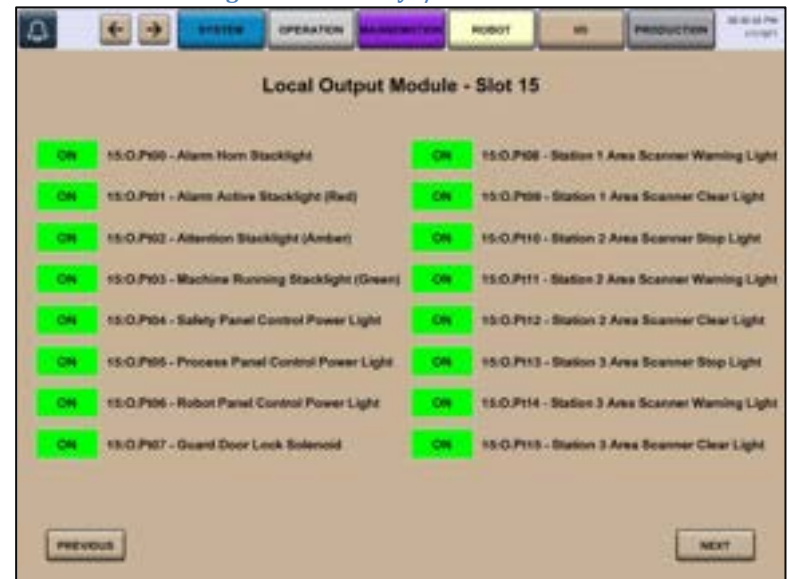 SYSTEM OPERATION ROBOT I/O PRODUCTION
Local Output Module - Slot 15
ON 15:O.Pt00 - Alarm Horn Stacklight
ON 15:O.Pt01 - Alarm Active Stacklight (Red)
ON 15:O.Pt02 - Attention Stacklight (Amber)
ON 15:O.Pt03 - Machine Running Stacklight (Green)
ON 15:O.Pt04 - Safety Panel Control Power Light
ON 15:O.Pt05 - Process Panel Control Power Light
ON 15:O.Pt06 - Robot Panel Control Power Light
ON 15:O.Pt07 - Guard Door Lock Solenoid
ON 15:O.Pt08 - Station 1 Area Scanner Warning Light
ON 15:O.Pt09 - Station 1 Area Scanner Clear Light
ON 15:O.Pt10 - Station 2 Area Scanner Stop Light
ON 15:O.Pt11 - Station 2 Area Scanner Warning Light
ON 15:O.Pt12 - Station 2 Area Scanner Clear Light
ON 15:O.Pt13 - Station 3 Area Scanner Stop Light
ON 15:O.Pt14 - Station 3 Area Scanner Warning Light
ON 15:O.Pt15 - Station 3 Area Scanner Clear Light
PREVIOUS NEXT